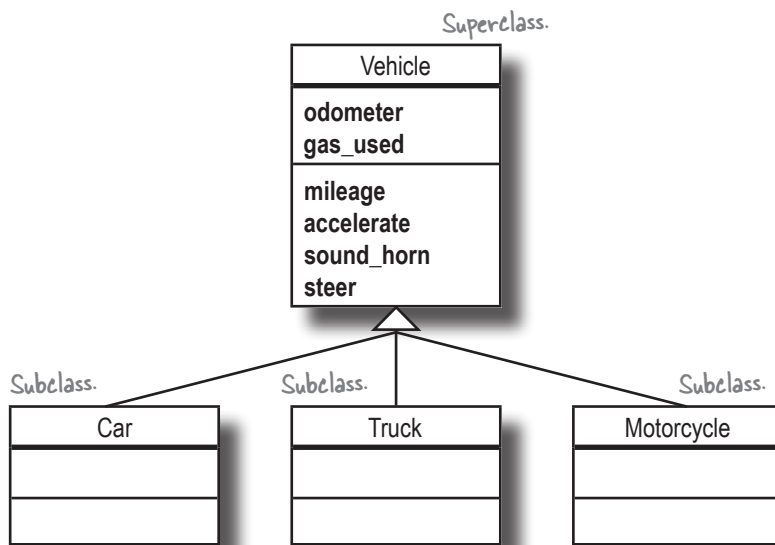 Superclass.
Vehicle
odometer
gas_used
mileage
accelerate
sound_horn
steer
Subclass.
Subclass.
Subclass.
Car
Truck
Motorcycle